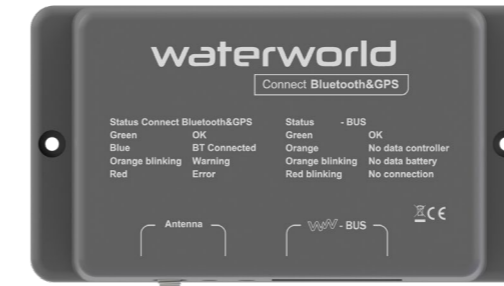 waterworld
Connect Bluetooth&GPS
Status Connect Bluetooth&GPS
Green OK
Blue BT Connected
Orange blinking Warning
Red Error
Status - BUS
Green OK
Orange No data controller
Orange blinking No data battery
Red blinking No connection
CE
Antenna
WW - BUS